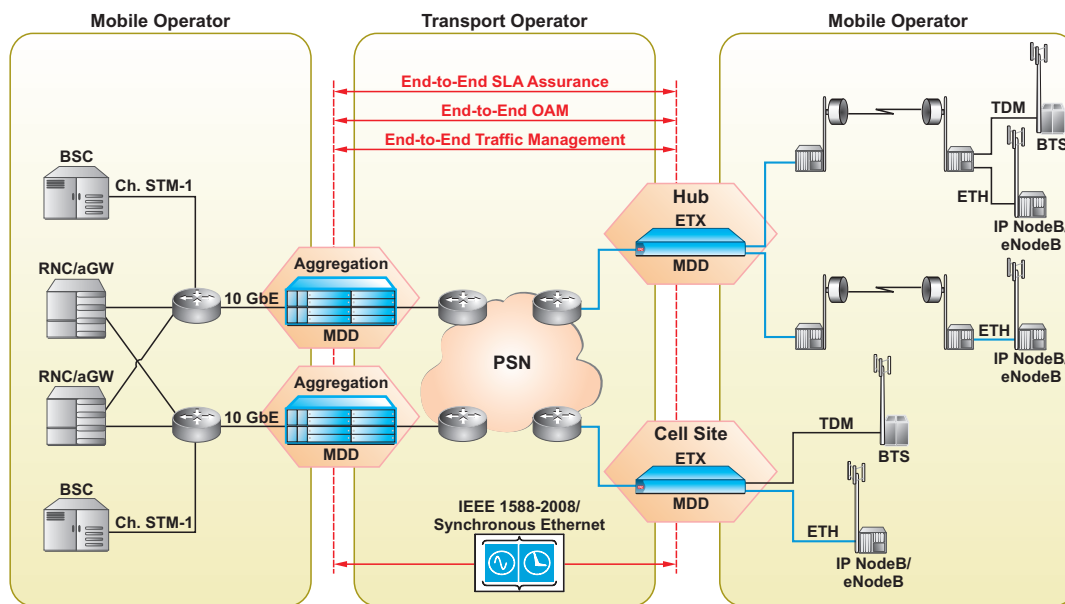 Mobile Operator
Transport Operator
Mobile Operator
End-to-End SLA Assurance
End-to-End OAM
End-to-End Traffic Management
BSC
Ch. STM-1
RNC/aGW
10 GbE
Aggregation
MDD
RNC/aGW
10 GbE
Aggregation
MDD
BSC
Ch. STM-1
PSN
IEEE 1588-2008/
Synchronous Ethernet
Hub
ETX
MDD
Cell Site
ETX
MDD
TDM
BTS
ETH
IP NodeB/
eNodeB
ETH
IP NodeB/
eNodeB
TDM
BTS
ETH
IP NodeB/
eNodeB